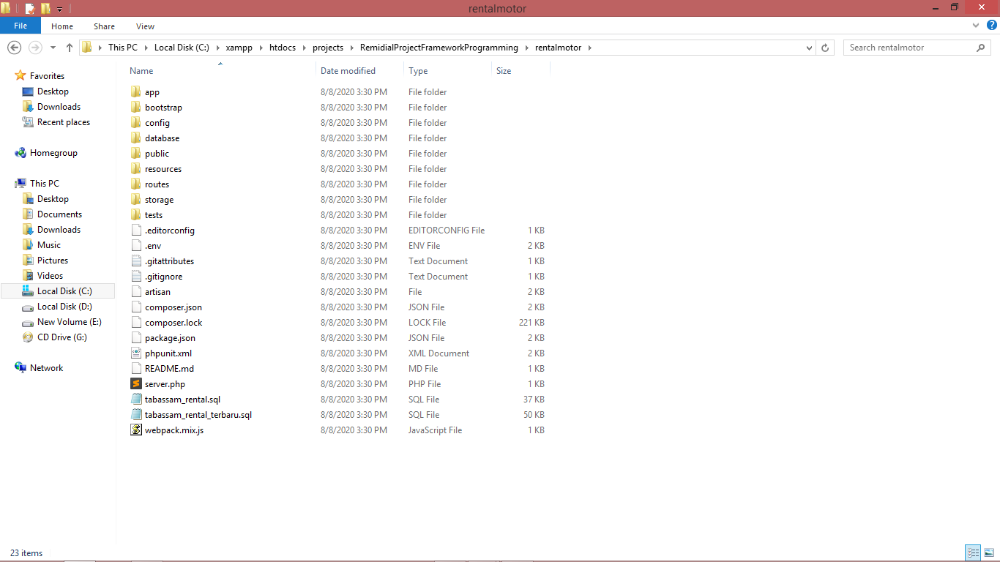 rentalmotor
File Home Share View
This PC Local Disk (C:) xampp htdocs projects RemidialProjectFrameworkProgramming rentalmotor Search rentalmotor
Favorites
Desktop
Downloads
Recent places
Homegroup
This PC
Desktop
Documents
Downloads
Music
Pictures
Videos
Local Disk (C:)
Local Disk (D:)
New Volume (E:)
CD Drive (G:)
Network
Name Date modified Type Size
app 8/8/2020 3:30 PM File folder
bootstrap 8/8/2020 3:30 PM File folder
config 8/8/2020 3:30 PM File folder
database 8/8/2020 3:30 PM File folder
public 8/8/2020 3:30 PM File folder
resources 8/8/2020 3:30 PM File folder
routes 8/8/2020 3:30 PM File folder
storage 8/8/2020 3:30 PM File folder
tests 8/8/2020 3:30 PM File folder
.editorconfig 8/8/2020 3:30 PM EDITORCONFIG File 1 KB
.env 8/8/2020 3:30 PM ENV File 2 KB
.gitattributes 8/8/2020 3:30 PM Text Document 1 KB
.gitignore 8/8/2020 3:30 PM Text Document 1 KB
artisan 8/8/2020 3:30 PM File 2 KB
composer.json 8/8/2020 3:30 PM JSON File 2 KB
composer.lock 8/8/2020 3:30 PM LOCK File 221 KB
package.json 8/8/2020 3:30 PM JSON File 2 KB
phpunit.xml 8/8/2020 3:30 PM XML Document 2 KB
README.md 8/8/2020 3:30 PM MD File 1 KB
server.php 8/8/2020 3:30 PM PHP File 1 KB
tabassam_rental.sql 8/8/2020 3:30 PM SQL File 37 KB
tabassam_rental_terbaru.sql 8/8/2020 3:30 PM SQL File 50 KB
webpack.mix.js 8/8/2020 3:30 PM JavaScript File 1 KB
23 items